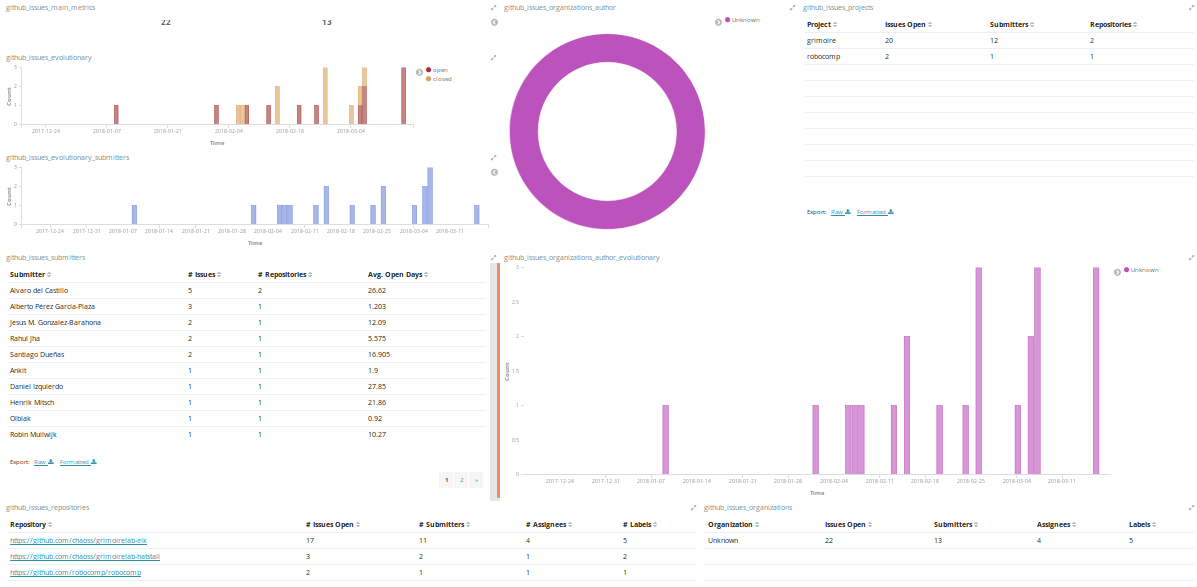 github_issues_main_metrics
22 13
github_issues_evolutionary
3
2
1
0
Count
2017-12-24 2018-01-07 2018-01-21 2018-02-04 2018-02-18 2018-03-04
Time
open
closed
github_issues_evolutionary_submitters
3
2
1
0
Count
2017-12-24 2017-12-31 2018-01-07 2018-01-14 2018-01-21 2018-01-28 2018-02-04 2018-02-11 2018-02-18 2018-02-25 2018-03-04 2018-03-11
Time
github_issues_organizations_author
Unknown
github_issues_projects
Project Issues Open Submitters Repositories
grimoire 20 12 2
robocomp 2 1 1
Export: Raw Formatted
github_issues_submitters
Submitter # Issues # Repositories Avg. Open Days
Alvaro del Castillo 5 2 26.62
Alberto Pérez García-Plaza 3 1 1.203
Jesus M. Gonzalez-Barahona 2 1 12.09
Rahul Jha 2 1 5.575
Santiago Dueñas 2 1 16.905
Ankit 1 1 1.9
Daniel Izquierdo 1 1 27.85
Henrik Mitsch 1 1 21.86
Olblak 1 1 0.92
Robin Muilwijk 1 1 10.27
Export: Raw Formatted
1 2 »
github_issues_organizations_author_evolutionary
3
2.5
2
1.5
1
0.5
0
Count
2017-12-24 2017-12-31 2018-01-07 2018-01-14 2018-01-21 2018-01-28 2018-02-04 2018-02-11 2018-02-18 2018-02-25 2018-03-04 2018-03-11
Time
Unknown
github_issues_repositories
Repository # Issues Open # Submitters # Assignees # Labels
https://github.com/chaoss/grimoirelab-elk 17 11 4 5
https://github.com/chaoss/grimoirelab-hatstall 3 2 1 2
https://github.com/robocomp/robocomp 2 1 1 1
github_issues_organizations
Organization Issues Open Submitters Assignees Labels
Unknown 22 13 4 5